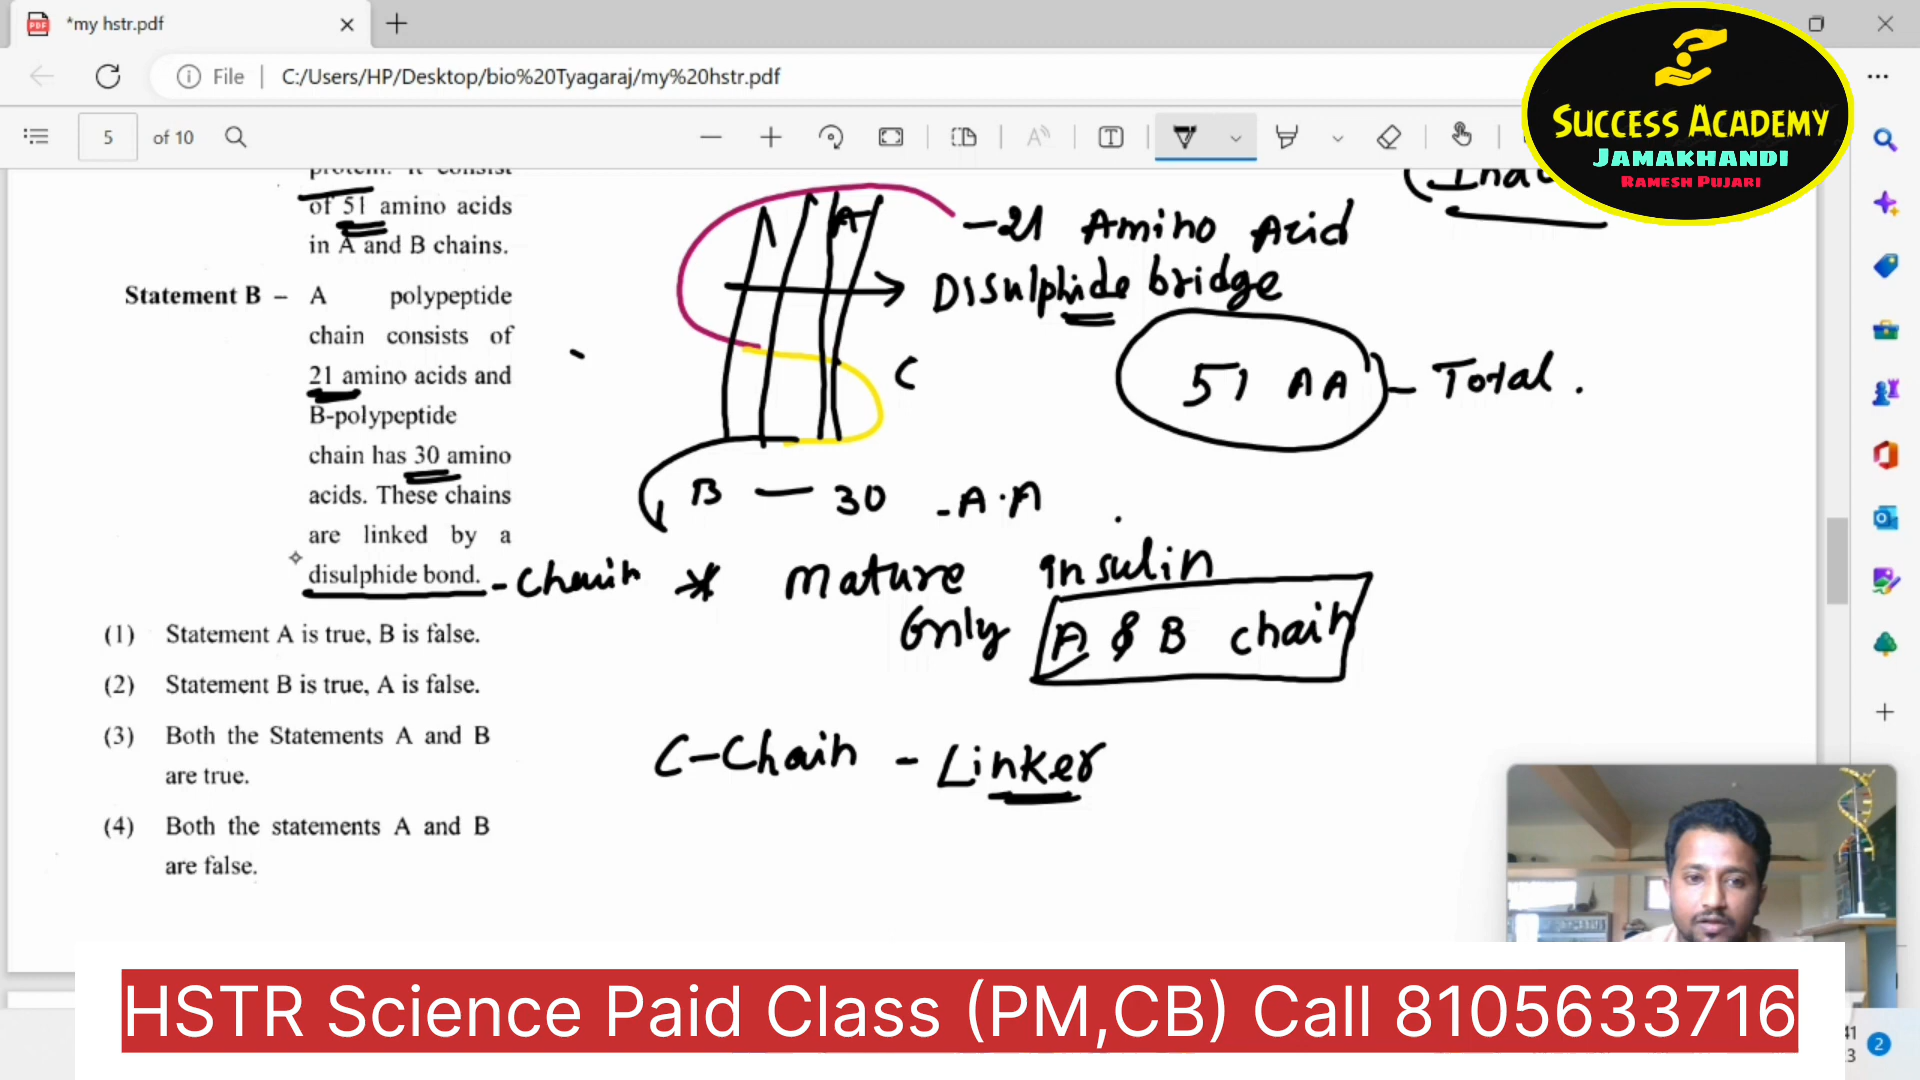 *my hstr.pdf
File
C:/Users/HP/Desktop/bio%20Tyagaraj/my%20hstr.pdf
SUCCESS ACADEMY
JAMAKHANDI
RAMESH PUJARI
5 of 10
protein. It consist
of 51 amino acids
in A and B chains.
Statement B – A polypeptide
chain consists of
21 amino acids and
B-polypeptide
chain has 30 amino
acids. These chains
are linked by a
disulphide bond.
(1) Statement A is true, B is false.
(2) Statement B is true, A is false.
(3) Both the Statements A and B
are true.
(4) Both the statements A and B
are false.
A
-21 Amino Acid
Disulphide bridge
C
51 AA - Total.
B — 30 - A.A
- Chain * Mature insulin
Only A & B chain
C-Chain - Linker
HSTR Science Paid Class (PM,CB) Call 8105633716
2